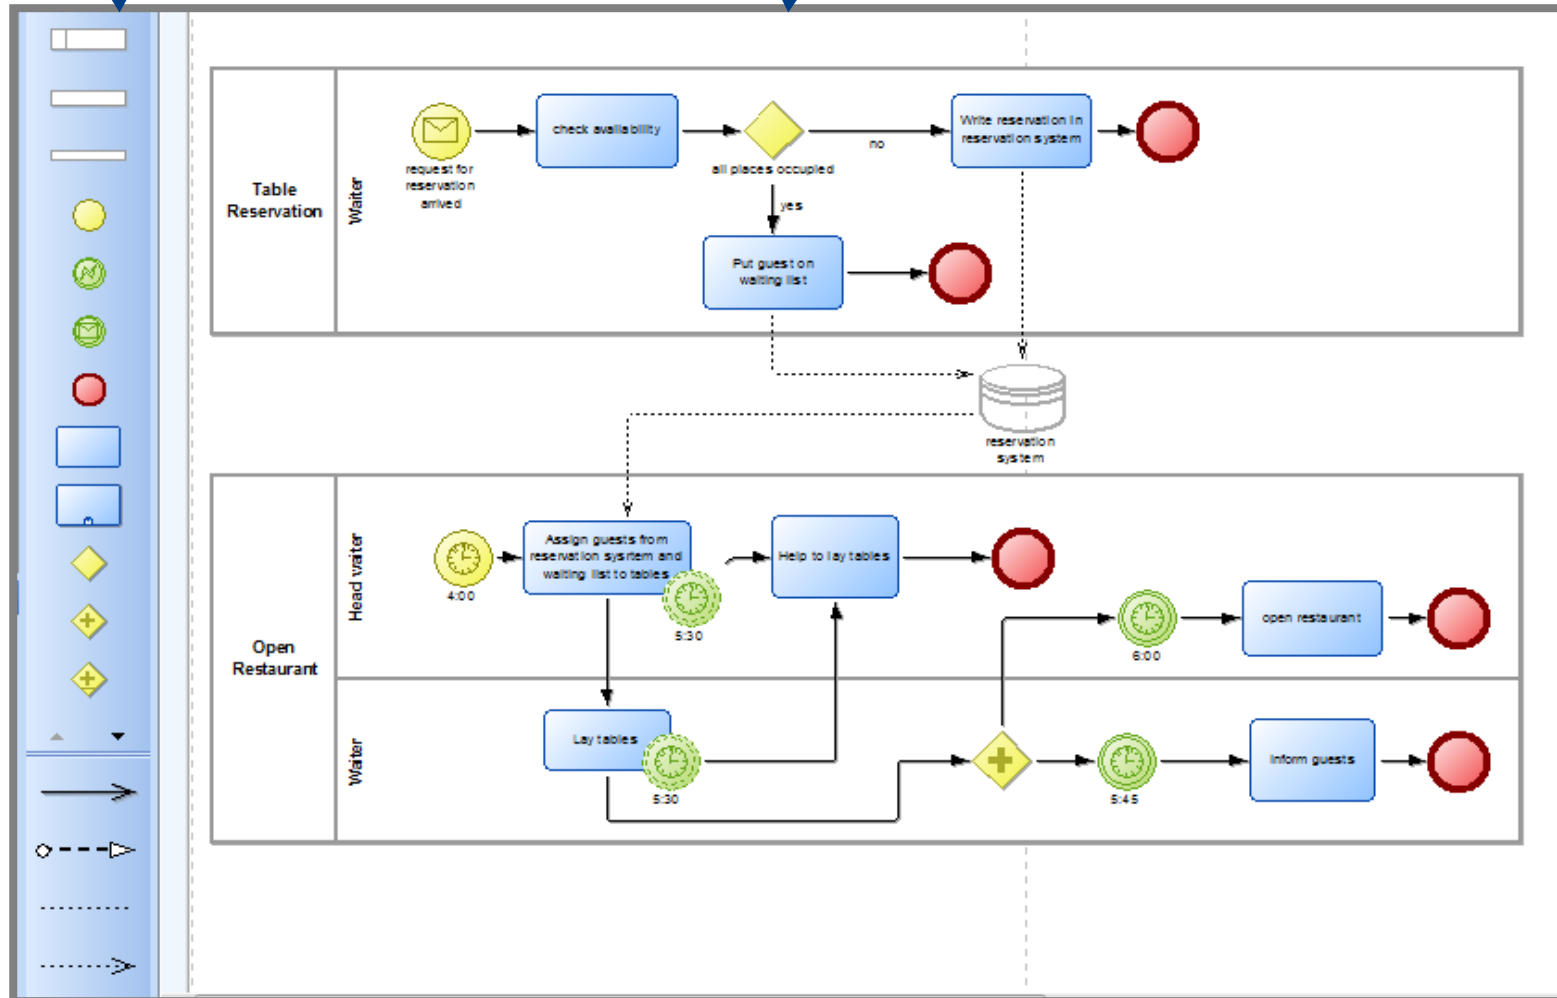 Table
Reservation
Waiter
request for
reservation
arrived
check availability
all places occupied
no
yes
Write reservation in
reservation system
Put guest on
waiting list
reservation
system
Open
Restaurant
Head waiter
4:00
Assign guests from
reservation sysrtem and
waiting list to tables
5:30
Help to lay tables
6:00
open restaurant
Waiter
Lay tables
5:30
5:45
Inform guests